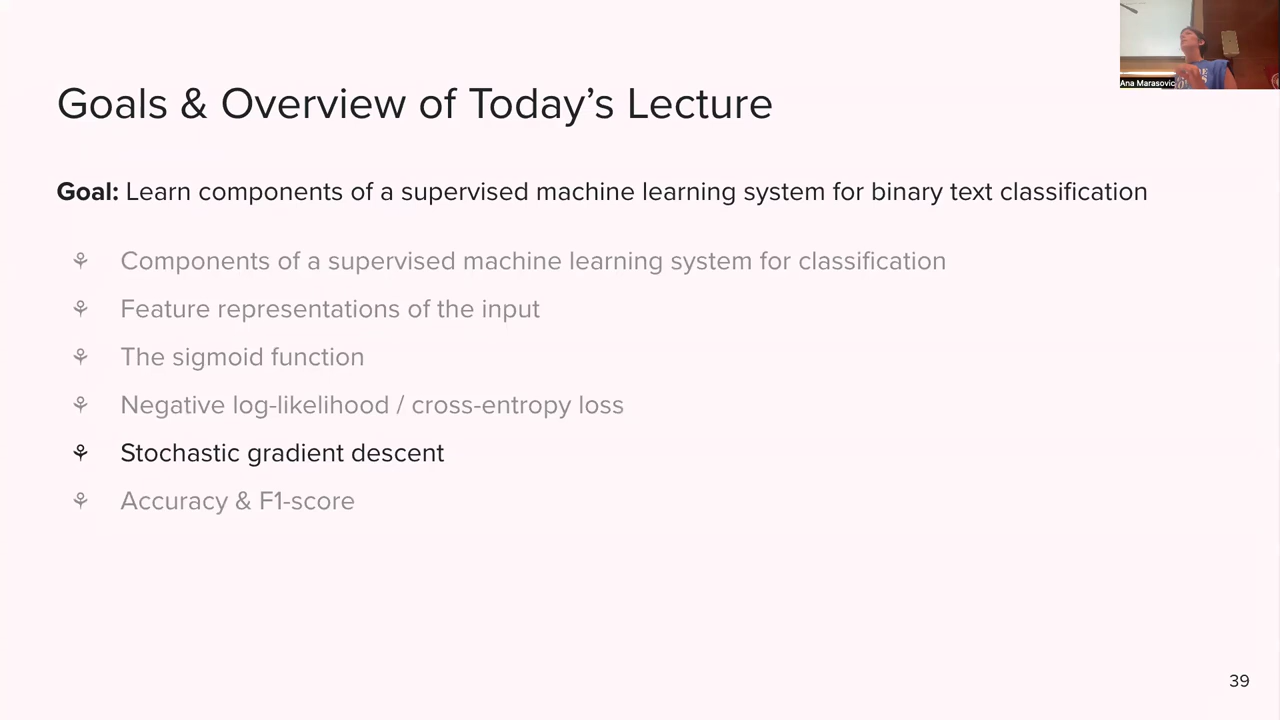 Ana Marasovic
Goals & Overview of Today's Lecture
Goal: Learn components of a supervised machine learning system for binary text classification
⚘ Components of a supervised machine learning system for classification
⚘ Feature representations of the input
⚘ The sigmoid function
⚘ Negative log-likelihood / cross-entropy loss
⚘ Stochastic gradient descent
⚘ Accuracy & F1-score
39